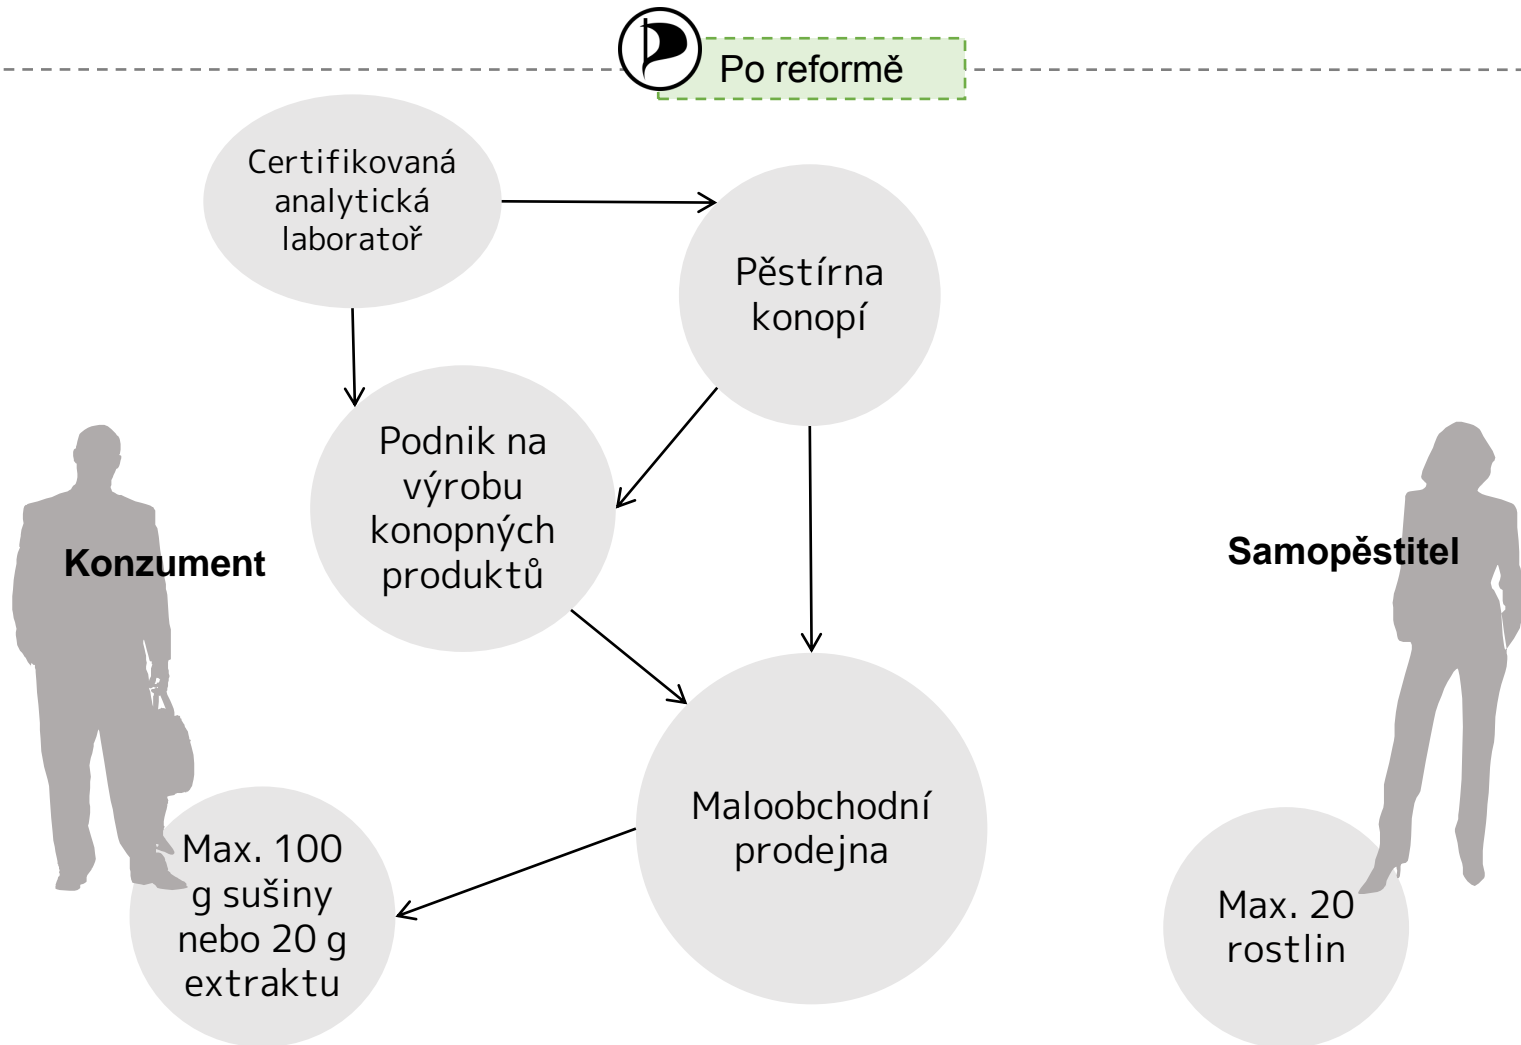 Po reformě
Certifikovaná
analytická
laboratoř
Pěstírna
konopí
Podnik na
výrobu
konopných
produktů
Konzument
Samopěstitel
Maloobchodní
prodejna
Max. 100
g sušiny
nebo 20 g
extraktu
Max. 20
rostlin